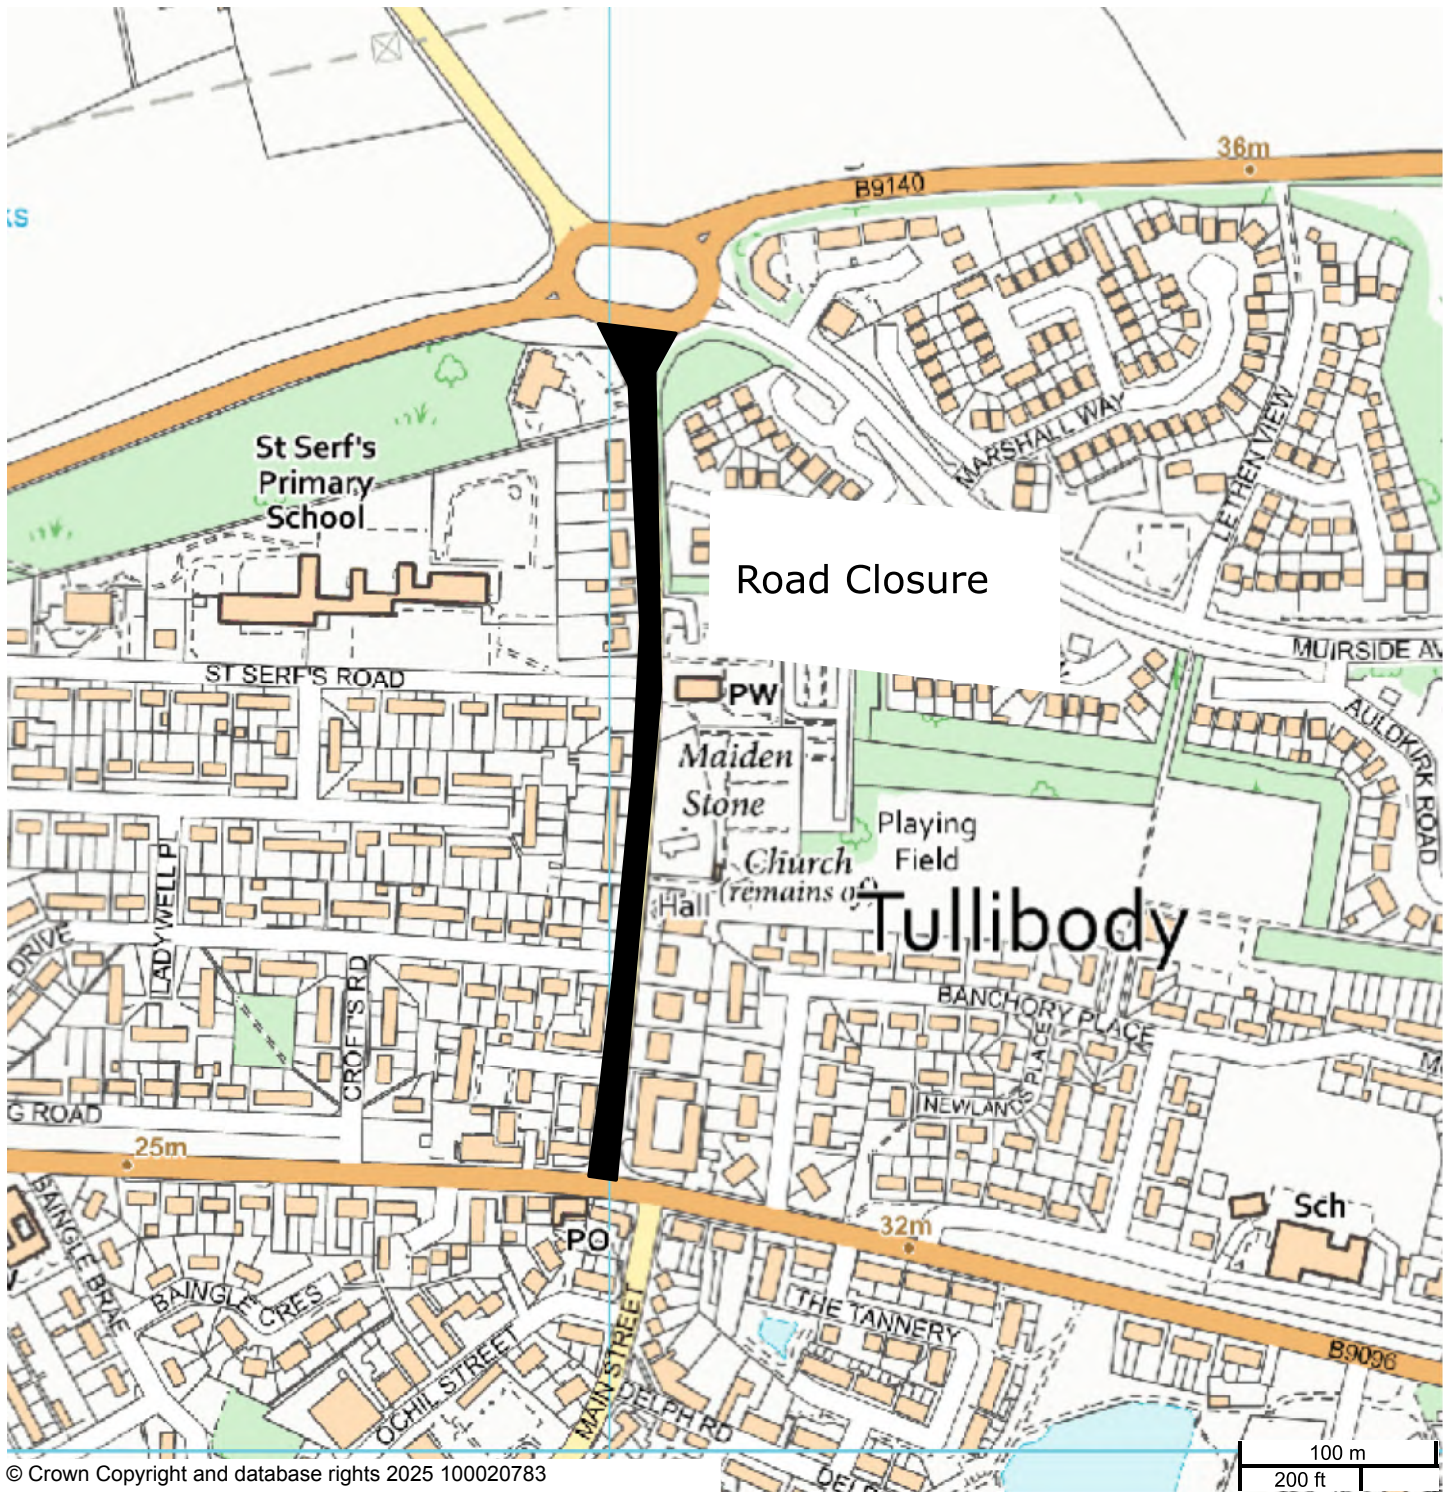 36m
B9140
KS
St Serf's
Primary
School
MARSHALL WAY
LETHEN VIEW
Road Closure
MUIRSIDE AV
ST SERF'S ROAD
PW
AULDKIRK ROAD
Maiden
Stone
Playing
Field
Church
(remains of)
Hall
Tullibody
LADYWELL P
DRIVE
CROFTS RD
BANCHORY PLACE
NEWLANDS PLACE
G ROAD
25m
BAINGLE BRAE
PO
32m
Sch
BAINGLE CRES
THE TANNERY
OCHIL STREET
MAIN STREET
DELPH RD
B9096
100 m
© Crown Copyright and database rights 2025 100020783
200 ft